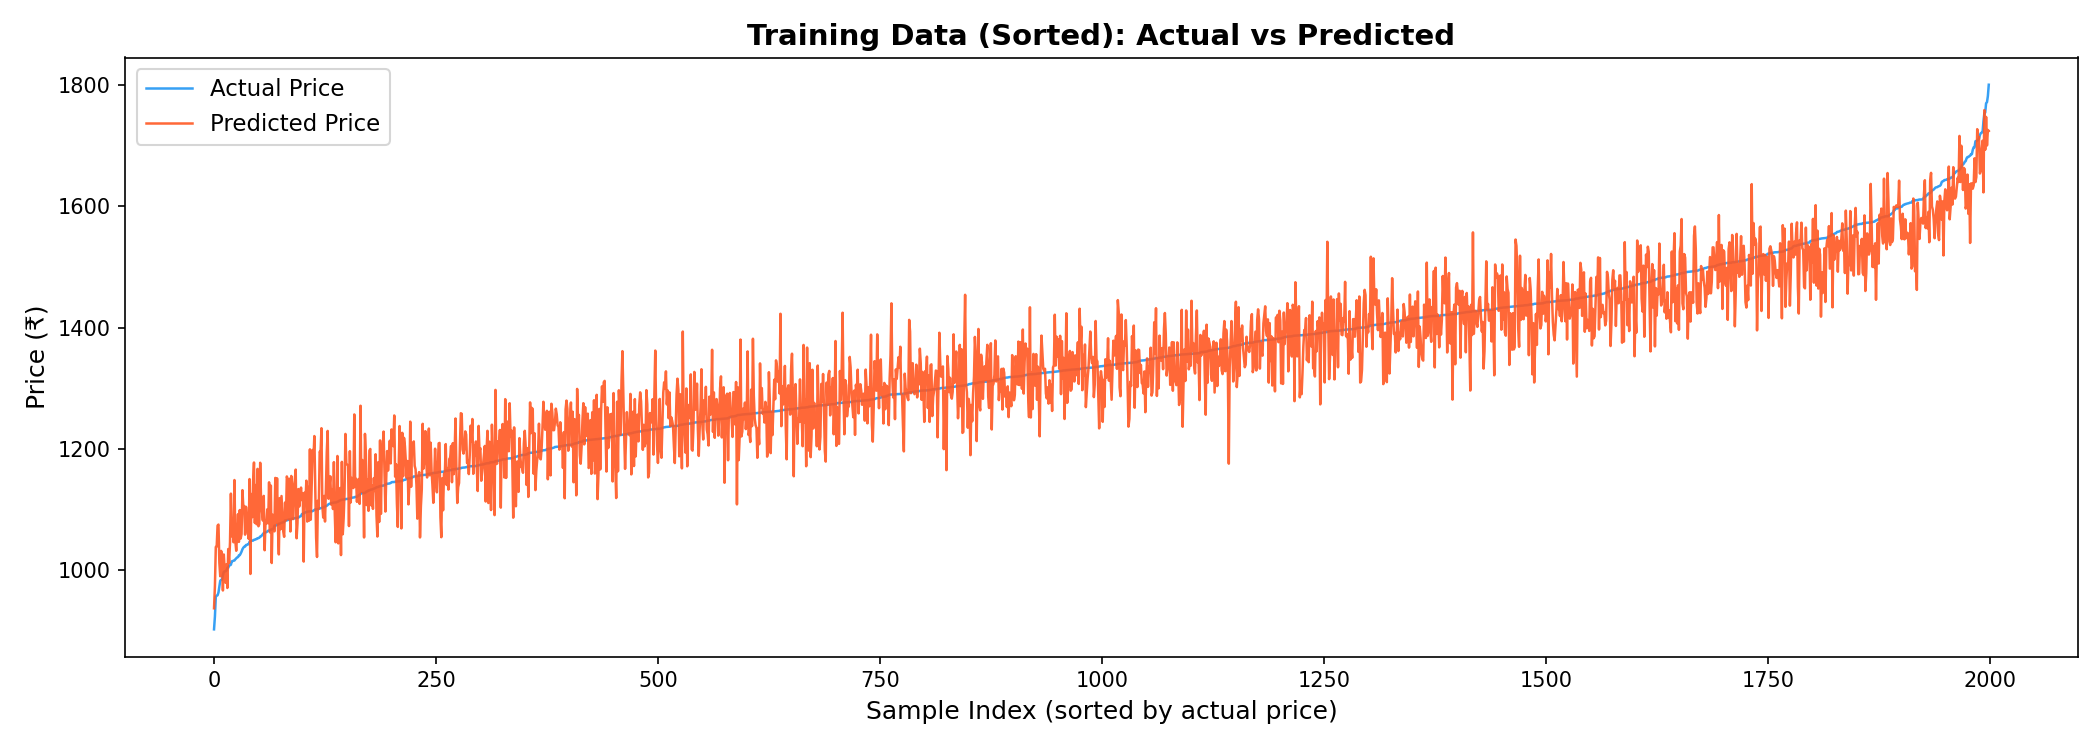 Training Data (Sorted): Actual vs Predicted
Actual Price
Predicted Price
Price (₹)
1800
1600
1400
1200
1000
0
250
500
750
1000
1250
1500
1750
2000
Sample Index (sorted by actual price)